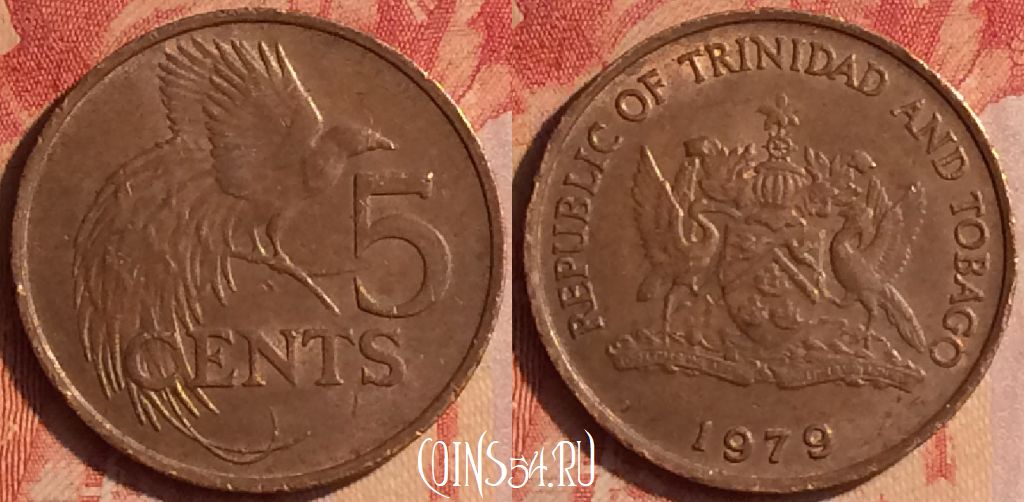 5
CENTS
REPUBLIC OF TRINIDAD AND TOBAGO
1979
COINS54.RU